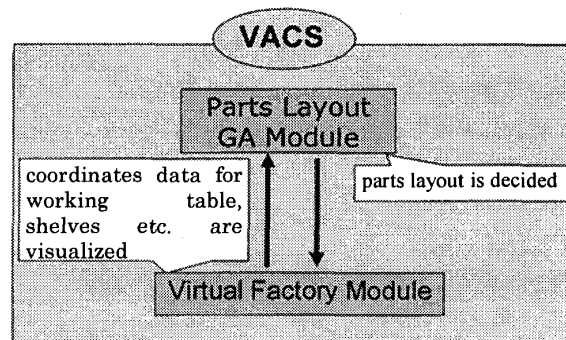 VACS
Parts Layout
GA Module
coordinates data for
working table,
shelves etc. are
visualized
parts layout is decided
Virtual Factory Module